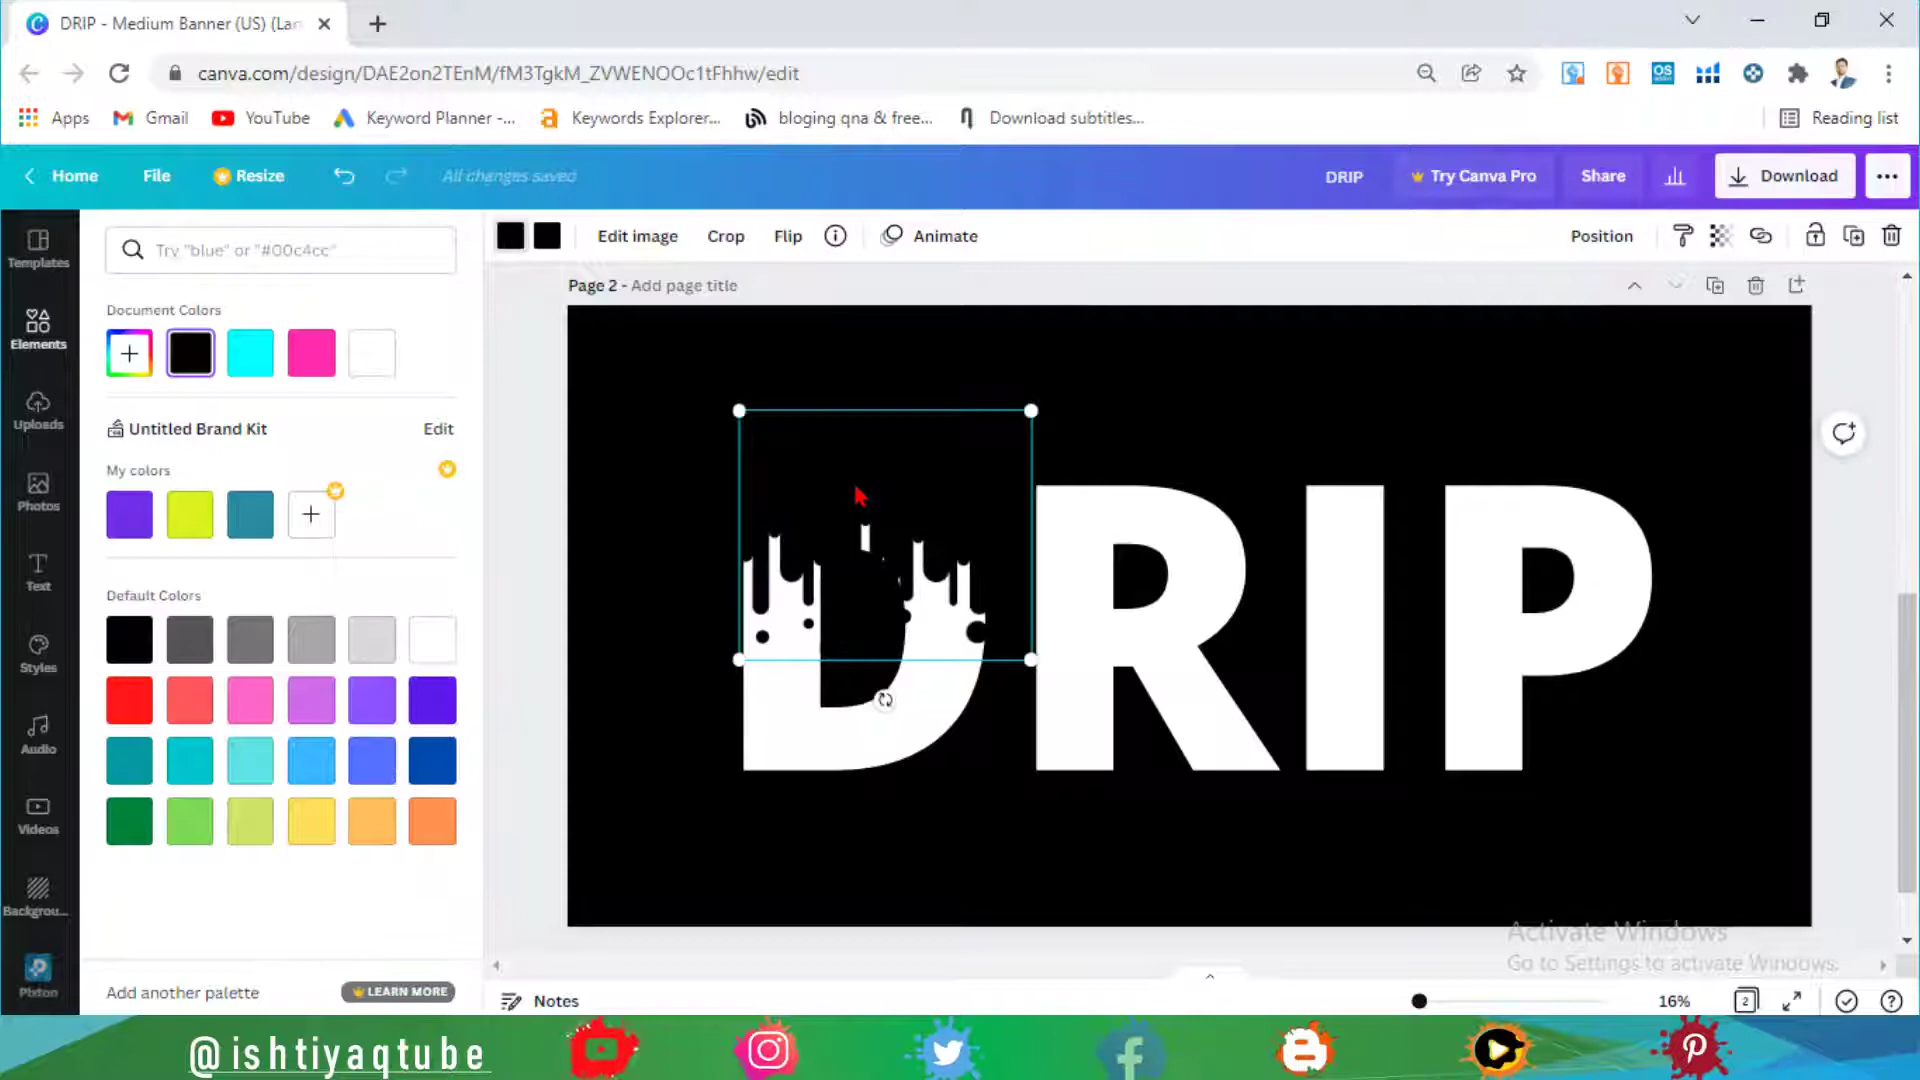 DRIP - Medium Banner (US) (Lan
canva.com/design/DAE2on2TEnM/fM3TgkM_ZVWENOOc1tFhhw/edit
Apps
Gmail
YouTube
Keyword Planner -...
Keywords Explorer...
bloging qna & free...
Download subtitles...
Reading list
Home
File
Resize
All changes saved
DRIP
Try Canva Pro
Share
Download
Templates
Elements
Uploads
Photos
Text
Styles
Audio
Videos
Backgrou...
Pixton
Try "blue" or "#00c4cc"
Document Colors
Untitled Brand Kit
Edit
My colors
Default Colors
Add another palette
LEARN MORE
Edit image
Crop
Flip
Animate
Position
Page 2 - Add page title
DRIP
Activate Windows
Go to Settings to activate Windows.
Notes
16%
2
@ishtiyaqtube